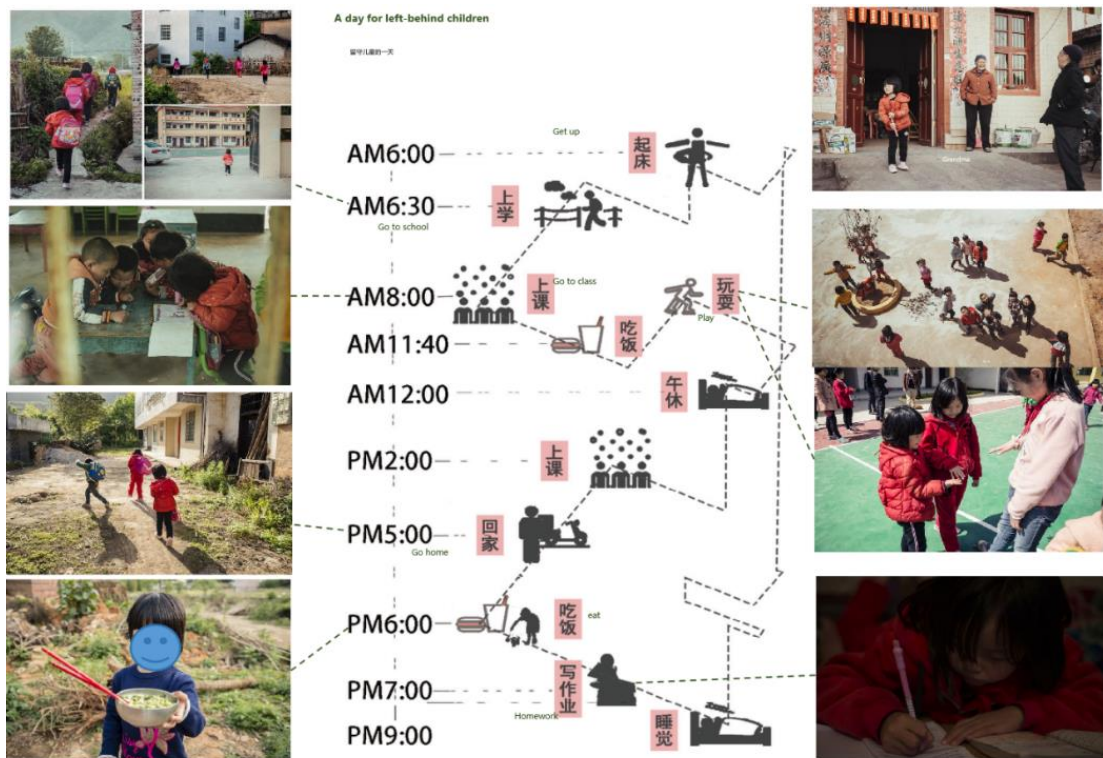 A day for left-behind children
留守儿童的一天
Get up
AM6:00
起床
AM6:30
上学
Go to school
AM8:00
上课
Go to class
玩耍
Play
AM11:40
吃饭
AM12:00
午休
PM2:00
上课
PM5:00
回家
Go home
PM6:00
吃饭
eat
PM7:00
写作业
Homework
PM9:00
睡觉
Grandma